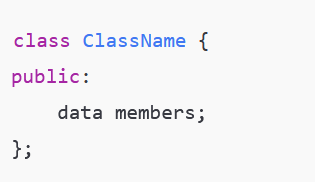 class ClassName {
public:
    data members;
};